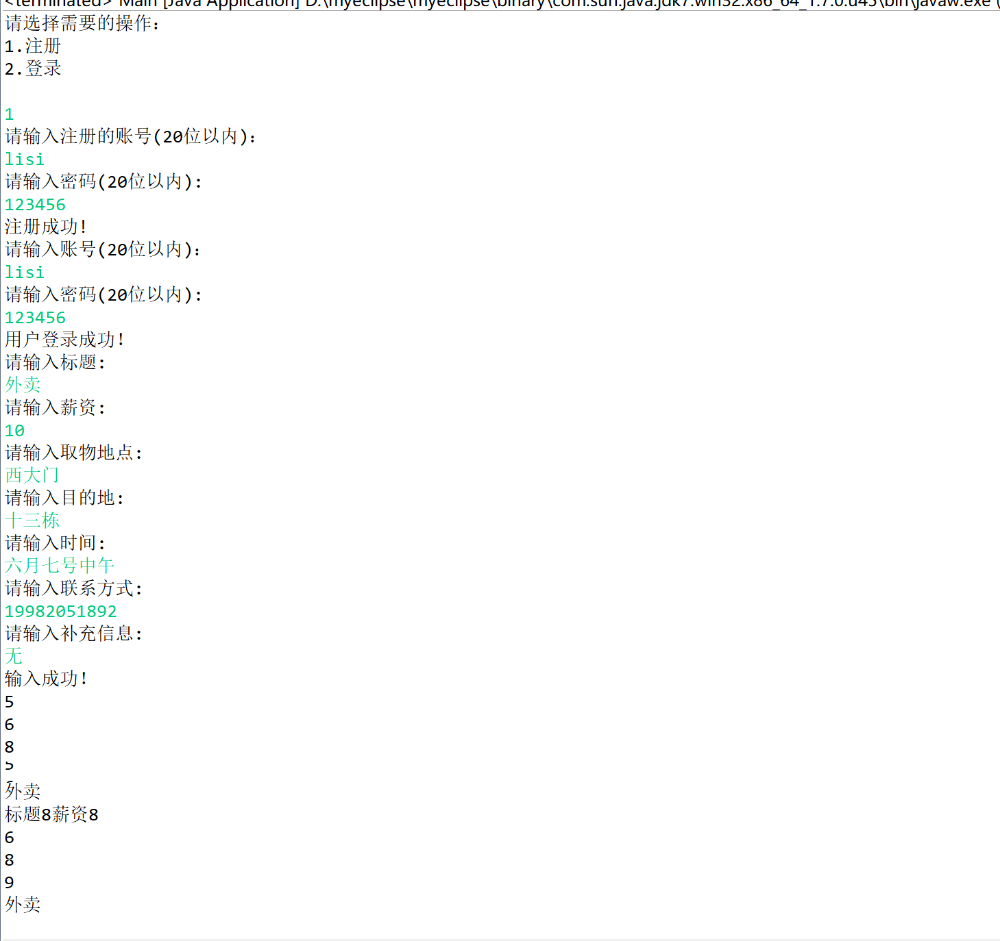 <terminated> Main [Java Application] D:\myeclipse\myeclipse\binary\com.sun.java.jdk7.win32.x86_64_1.7.0.u45\bin\javaw.exe (
请选择需要的操作：
1.注册
2.登录
1
请输入注册的账号(20位以内)：
lisi
请输入密码(20位以内):
123456
注册成功!
请输入账号(20位以内)：
lisi
请输入密码(20位以内):
123456
用户登录成功!
请输入标题:
外卖
请输入薪资:
10
请输入取物地点:
西大门
请输入目的地:
十三栋
请输入时间:
六月七号中午
请输入联系方式:
19982051892
请输入补充信息:
无
输入成功!
5
6
8
5
外卖
标题8薪资8
6
8
9
外卖